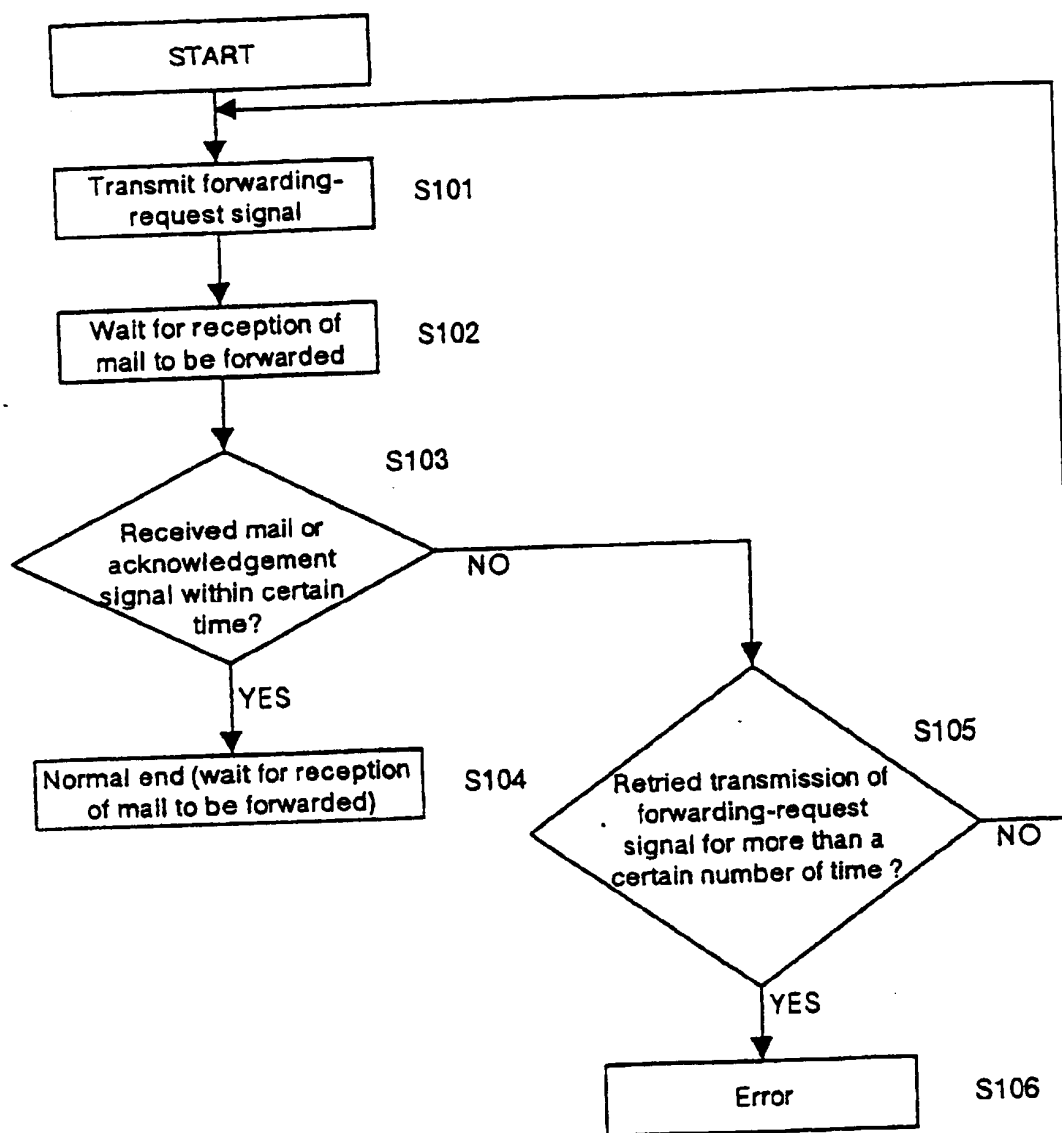 START
Transmit forwarding-
request signal
S101
Wait for reception of
mail to be forwarded
S102
S103
Received mail or
acknowledgement
signal within certain
time?
NO
YES
Normal end (wait for reception
of mail to be forwarded)
S104
S105
Retried transmission of
forwarding-request
signal for more than a
certain number of time ?
NO
YES
Error
S106